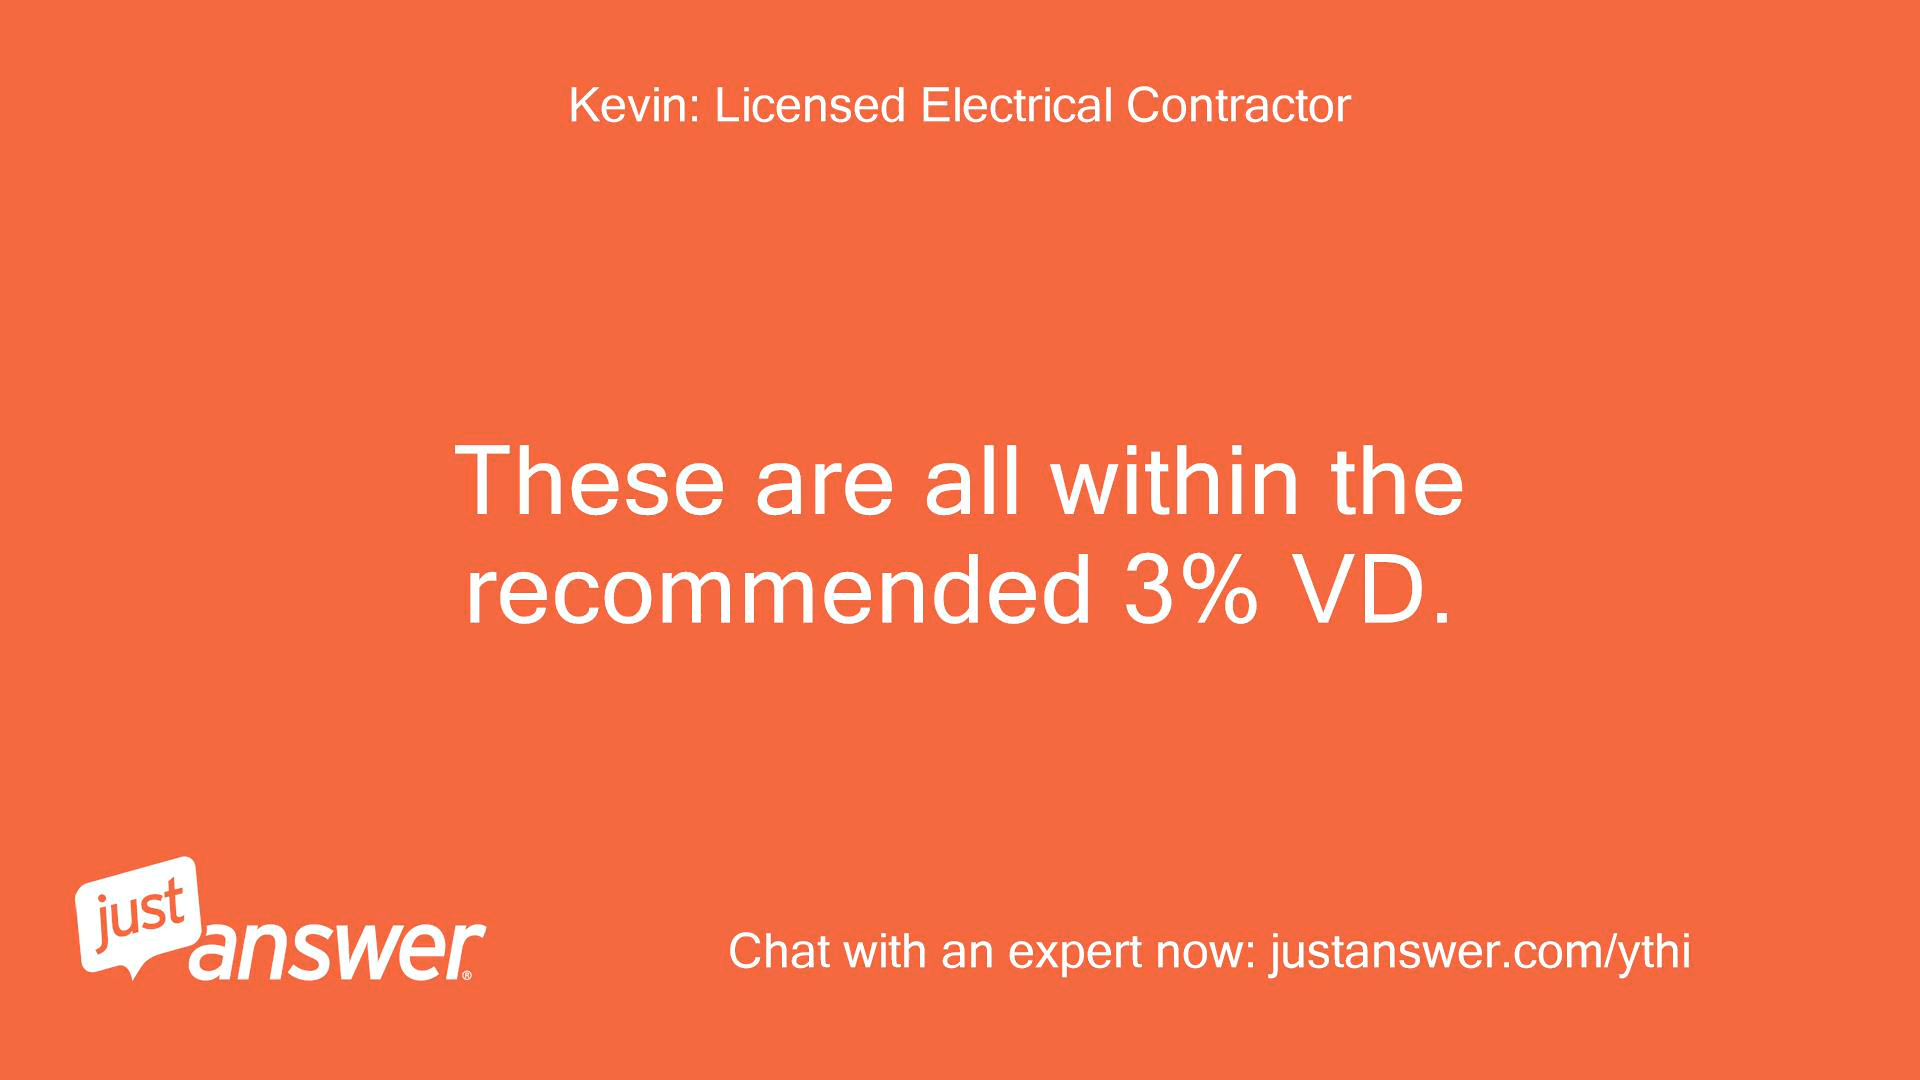 Kevin: Licensed Electrical Contractor
These are all within the
recommended 3% VD.
just
answer®
Chat with an expert now: justanswer.com/ythi